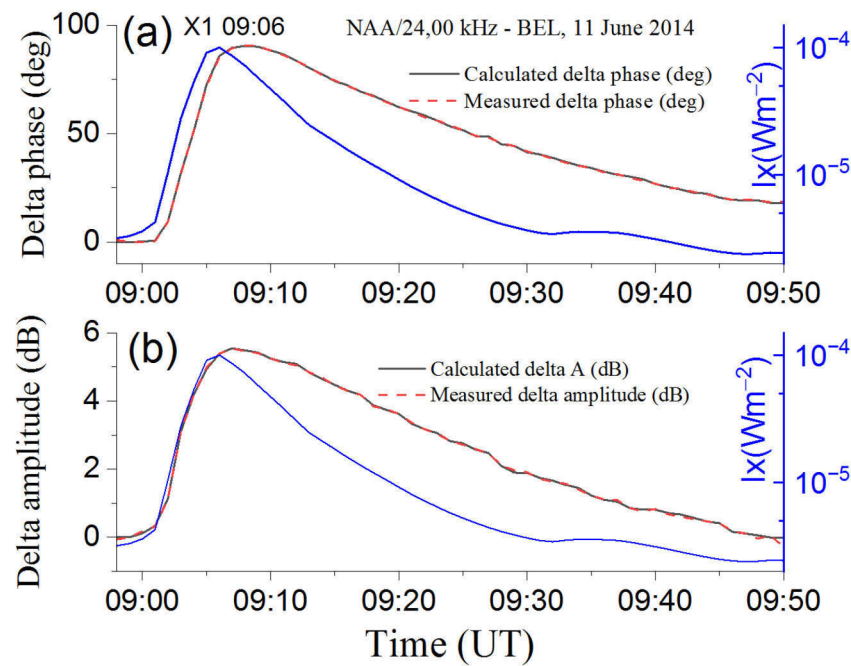 (a) X1 09:06 NAA/24,00 kHz - BEL, 11 June 2014
Calculated delta phase (deg)
Measured delta phase (deg)
Delta phase (deg)
100
50
0
Ix(Wm⁻²)
10⁻⁴
10⁻⁵
09:00 09:10 09:20 09:30 09:40 09:50
(b)
Calculated delta A (dB)
Measured delta amplitude (dB)
Delta amplitude (dB)
6
4
2
0
Ix(Wm⁻²)
10⁻⁴
10⁻⁵
09:00 09:10 09:20 09:30 09:40 09:50
Time (UT)